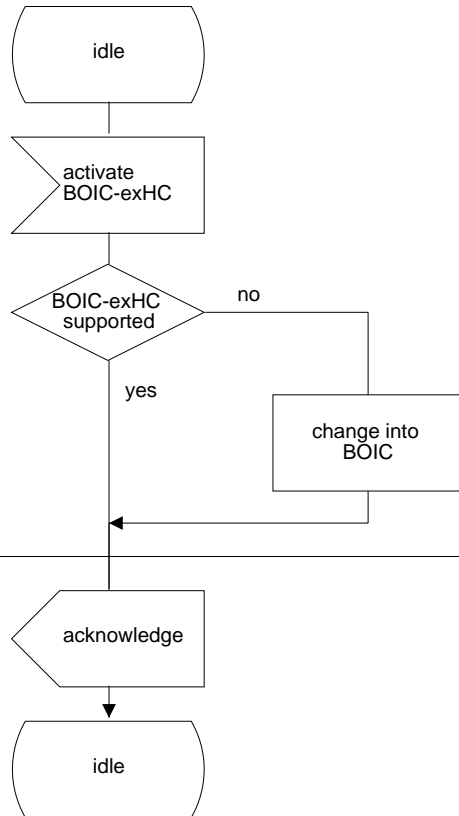 idle
activate
BOIC-exHC
BOIC-exHC
supported
no
yes
change into
BOIC
acknowledge
idle